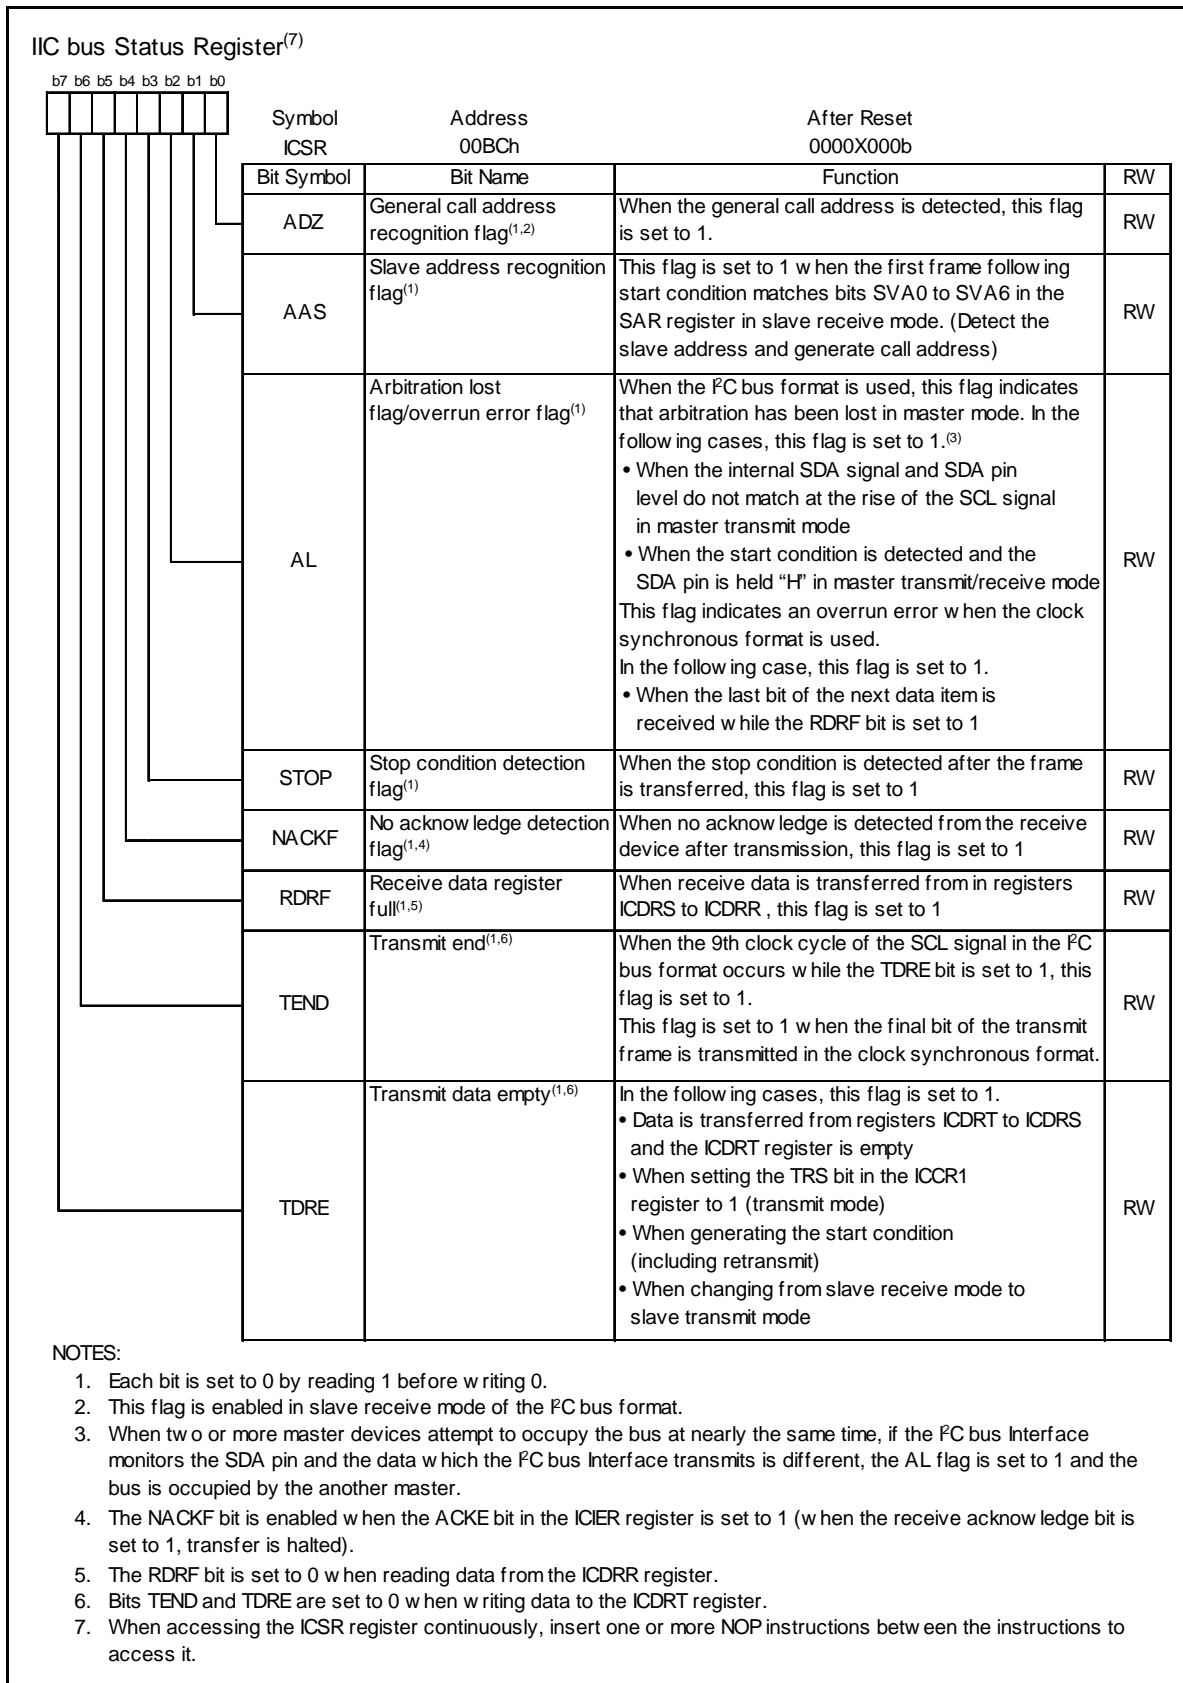 IIC bus Status Register(7)
b7 b6 b5 b4 b3 b2 b1 b0
Symbol Address After Reset
ICSR 00BCh 0000X000b
Bit Symbol Bit Name Function RW
ADZ
General call address
recognition flag(1,2)
When the general call address is detected, this flag
is set to 1.
RW
AAS
Slave address recognition
flag(1)
This flag is set to 1 when the first frame following
start condition matches bits SVA0 to SVA6 in the
SAR register in slave receive mode. (Detect the
slave address and generate call address)
RW
AL
Arbitration lost
flag/overrun error flag(1)
When the I2C bus format is used, this flag indicates
that arbitration has been lost in master mode. In the
following cases, this flag is set to 1.(3)
• When the internal SDA signal and SDA pin
level do not match at the rise of the SCL signal
in master transmit mode
• When the start condition is detected and the
SDA pin is held “H” in master transmit/receive mode
This flag indicates an overrun error when the clock
synchronous format is used.
In the following case, this flag is set to 1.
• When the last bit of the next data item is
received while the RDRF bit is set to 1
RW
STOP
Stop condition detection
flag(1)
When the stop condition is detected after the frame
is transferred, this flag is set to 1
RW
NACKF
No acknowledge detection
flag(1,4)
When no acknowledge is detected from the receive
device after transmission, this flag is set to 1
RW
RDRF
Receive data register
full(1,5)
When receive data is transferred from in registers
ICDRS to ICDRR , this flag is set to 1
RW
TEND
Transmit end(1,6)
When the 9th clock cycle of the SCL signal in the I2C
bus format occurs while the TDRE bit is set to 1, this
flag is set to 1.
This flag is set to 1 when the final bit of the transmit
frame is transmitted in the clock synchronous format.
RW
TDRE
Transmit data empty(1,6)
In the following cases, this flag is set to 1.
• Data is transferred from registers ICDRT to ICDRS
and the ICDRT register is empty
• When setting the TRS bit in the ICCR1
register to 1 (transmit mode)
• When generating the start condition
(including retransmit)
• When changing from slave receive mode to
slave transmit mode
RW
NOTES:
1. Each bit is set to 0 by reading 1 before writing 0.
2. This flag is enabled in slave receive mode of the I2C bus format.
3. When two or more master devices attempt to occupy the bus at nearly the same time, if the I2C bus Interface
monitors the SDA pin and the data which the I2C bus Interface transmits is different, the AL flag is set to 1 and the
bus is occupied by the another master.
4. The NACKF bit is enabled when the ACKE bit in the ICIER register is set to 1 (when the receive acknowledge bit is
set to 1, transfer is halted).
5. The RDRF bit is set to 0 when reading data from the ICDRR register.
6. Bits TEND and TDRE are set to 0 when writing data to the ICDRT register.
7. When accessing the ICSR register continuously, insert one or more NOP instructions between the instructions to
access it.